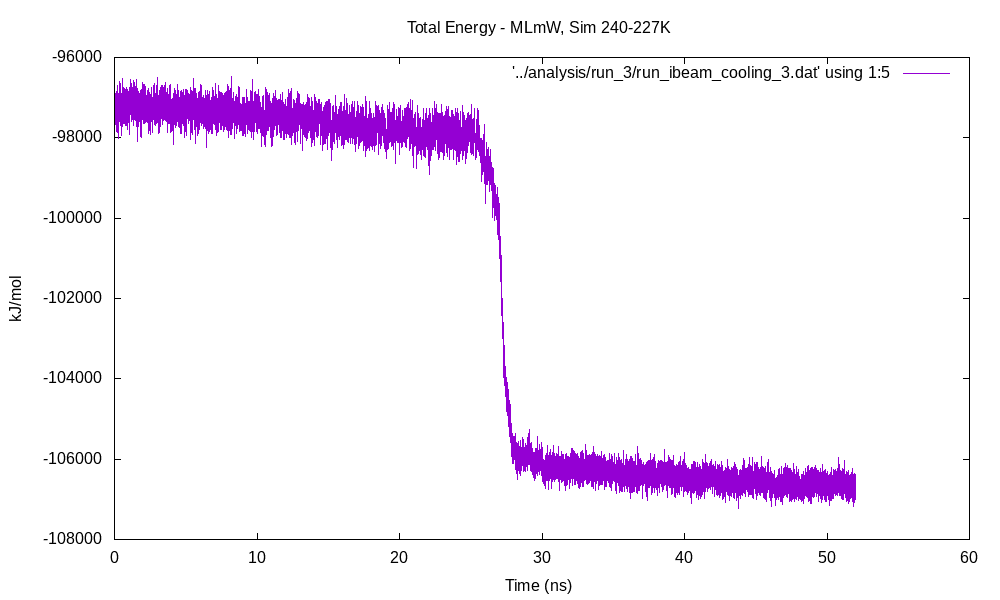 Total Energy - MLmW, Sim 240-227K
'../analysis/run_3/run_ibeam_cooling_3.dat' using 1:5
-96000
-98000
-100000
-102000
-104000
-106000
-108000
kJ/mol
0 10 20 30 40 50 60
Time (ns)